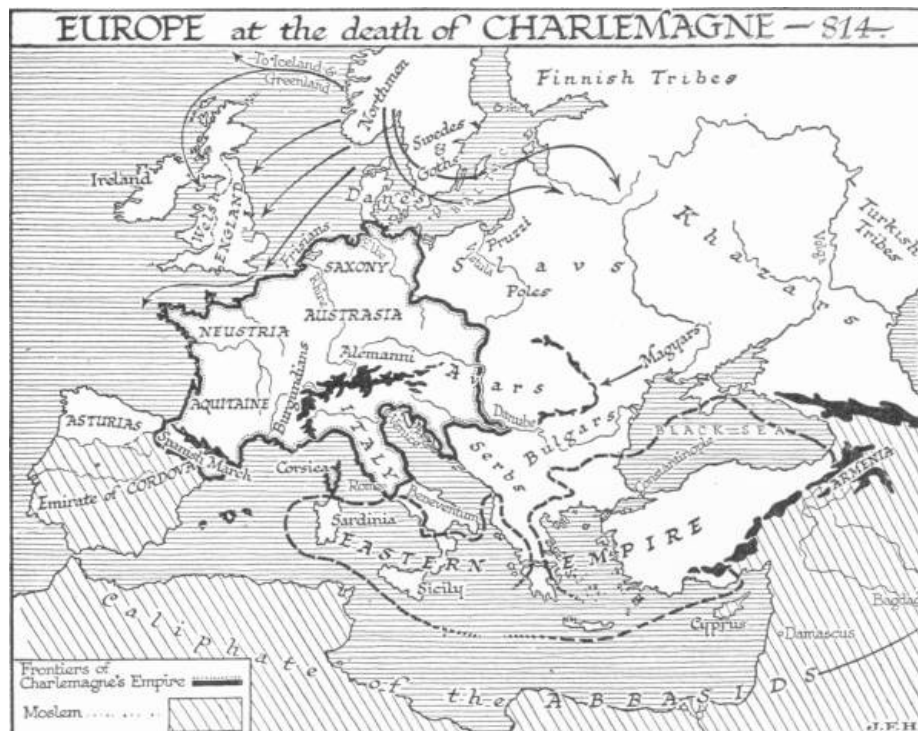 EUROPE at the death of CHARLEMAGNE — 814.
To Iceland &
Greenland
Finnish Tribes
Northmen
Swedes
&
Goths
BALTIC
Ireland
Welsh
ENGLAND
Danes
Pruzzi
Vistula
Slavs
Poles
Khazars
Volga
Turkish
Tribes
Frisians
Elbe
SAXONY
Rhine
NEUSTRIA
AUSTRASIA
Alemanni
Magyars
Avars
Burgundians
AQUITAINE
ASTURIAS
Danube
ITALY
Serbs
Bulgars
BLACK SEA
Constantinople
Spanish March
Emirate of CORDOVA
Corsica
Rome
Beneventum
ARMENIA
Sardinia
EASTERN EMPIRE
Sicily
Cyprus
Bagdad
Damascus
Caliphate of the ABBASIDS
Frontiers of
Charlemagne's Empire
Moslem
J.F.H.